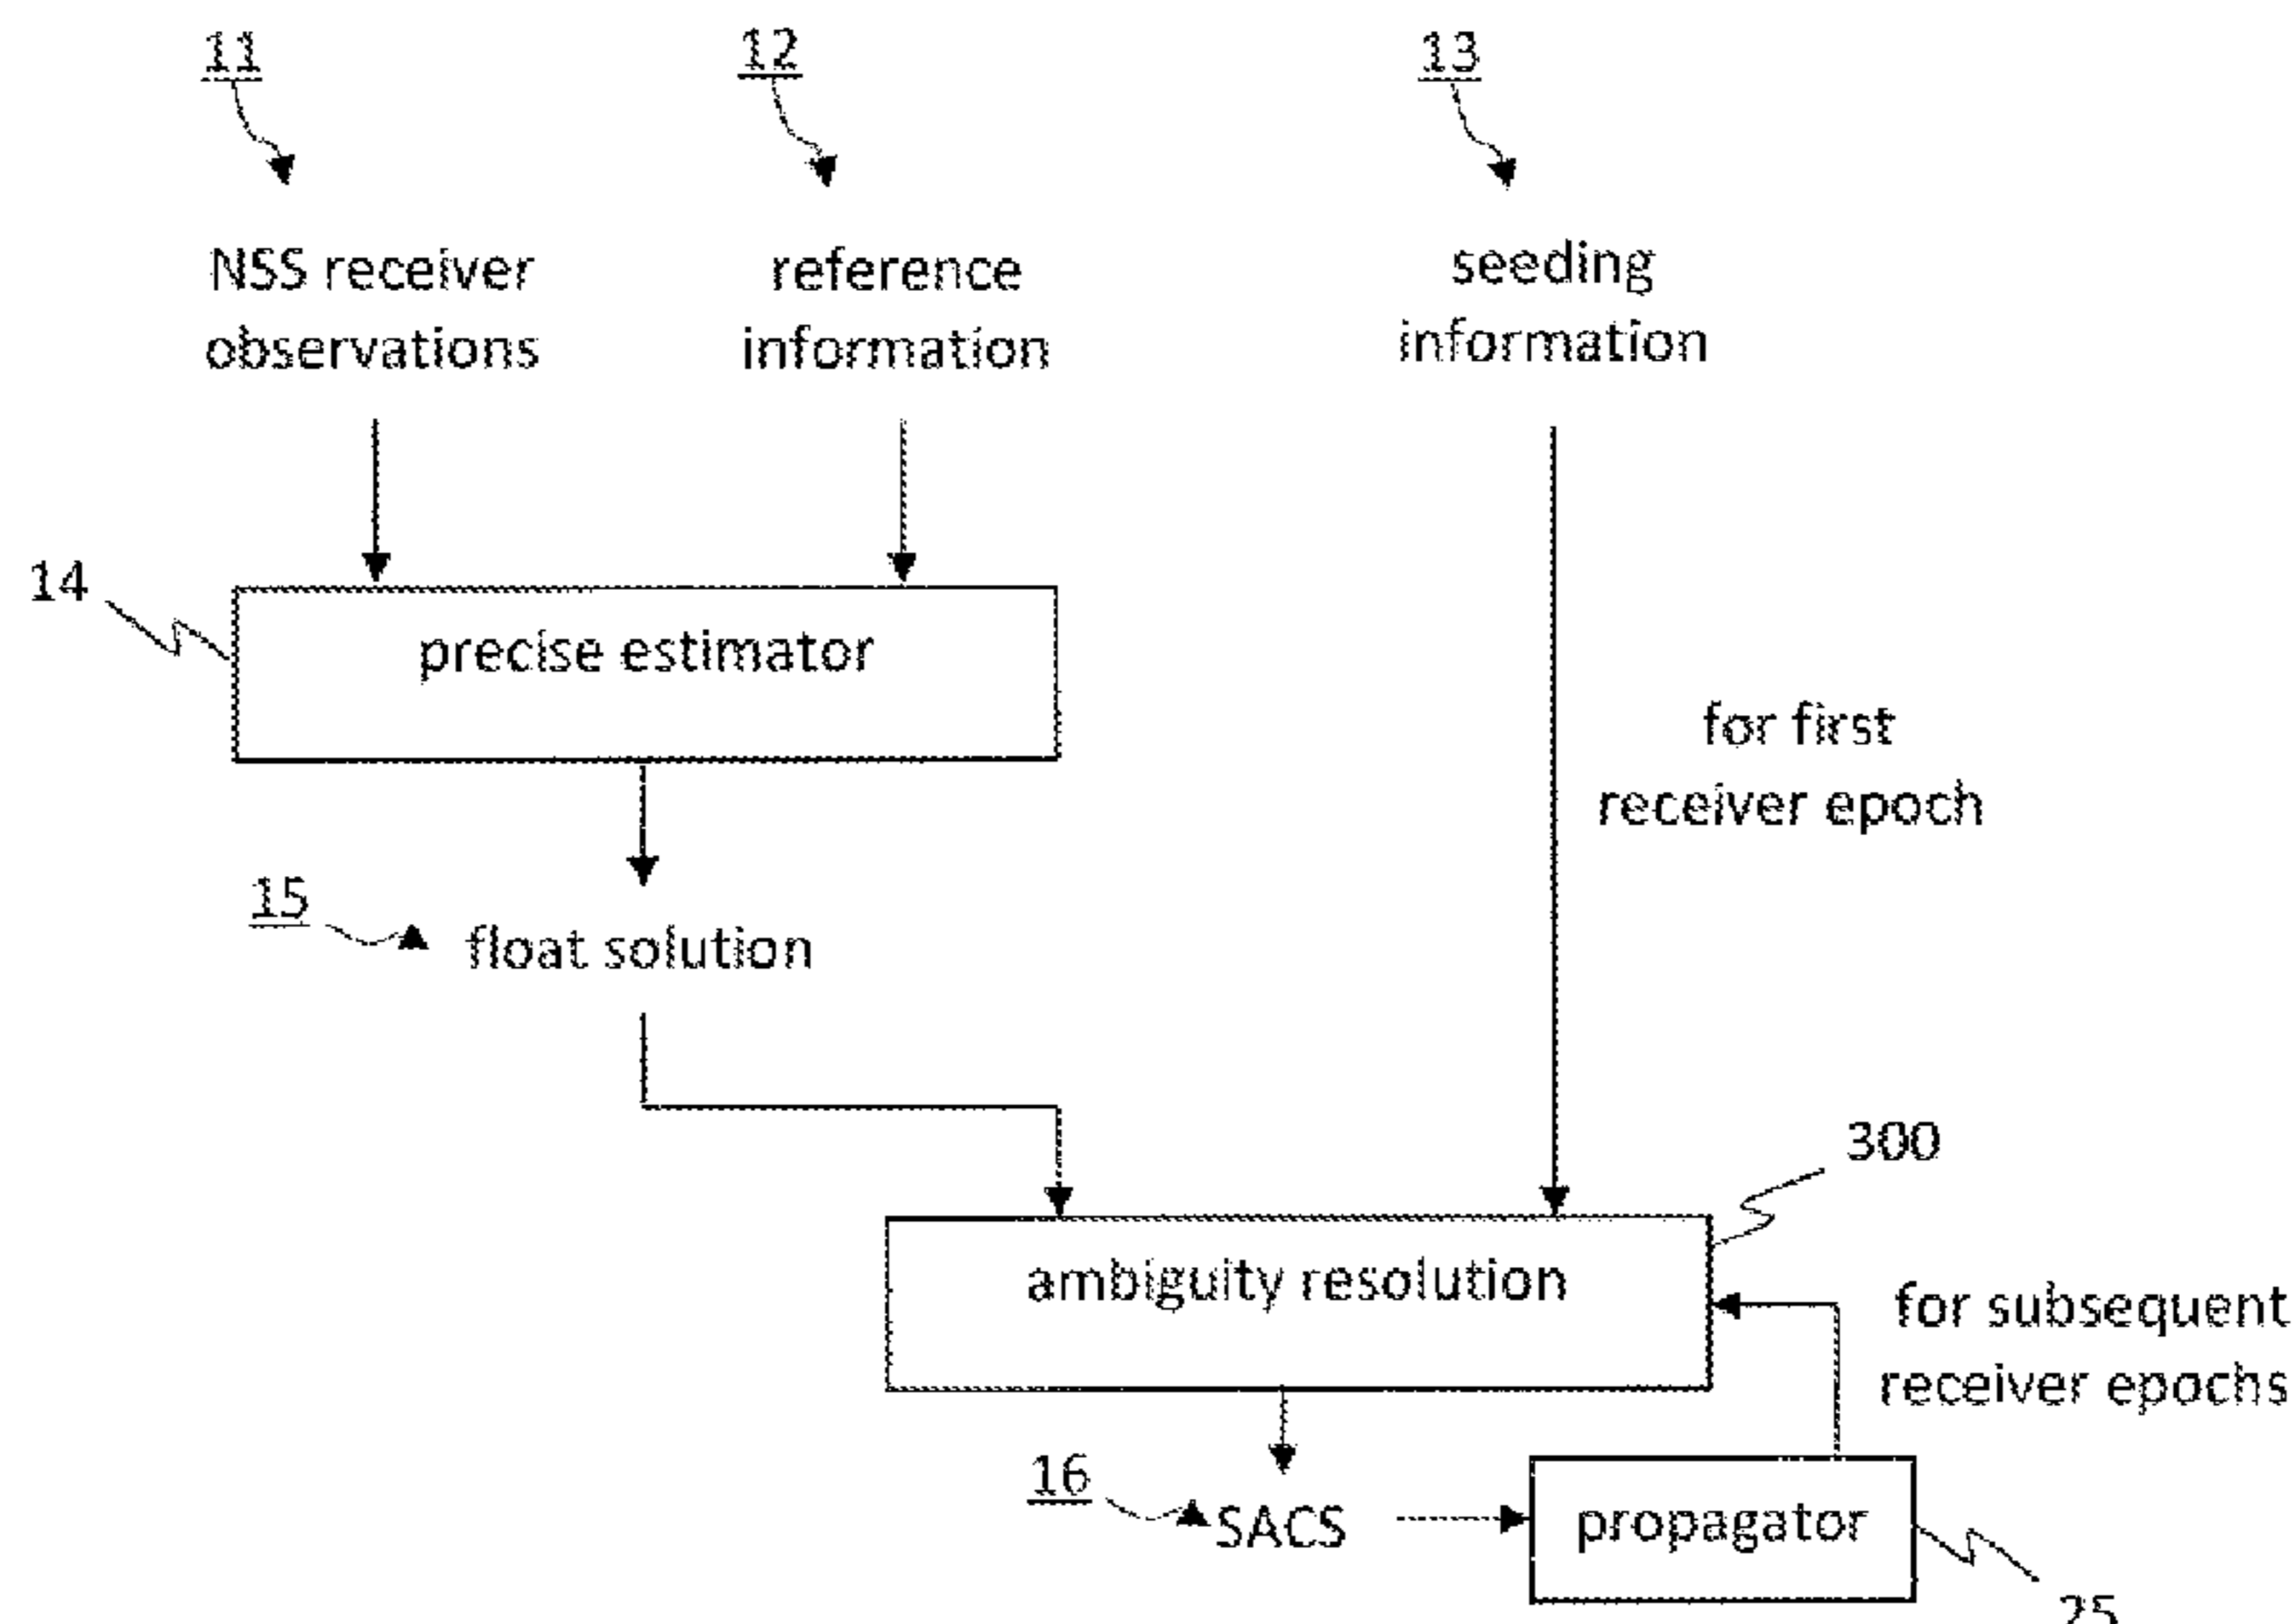 11
12
13
NSS receiver
observations
reference
information
seeding
information
14
precise estimator
for first
receiver epoch
15
float solution
300
ambiguity resolution
for subsequent
receiver epochs
16
SACS
propagator
25